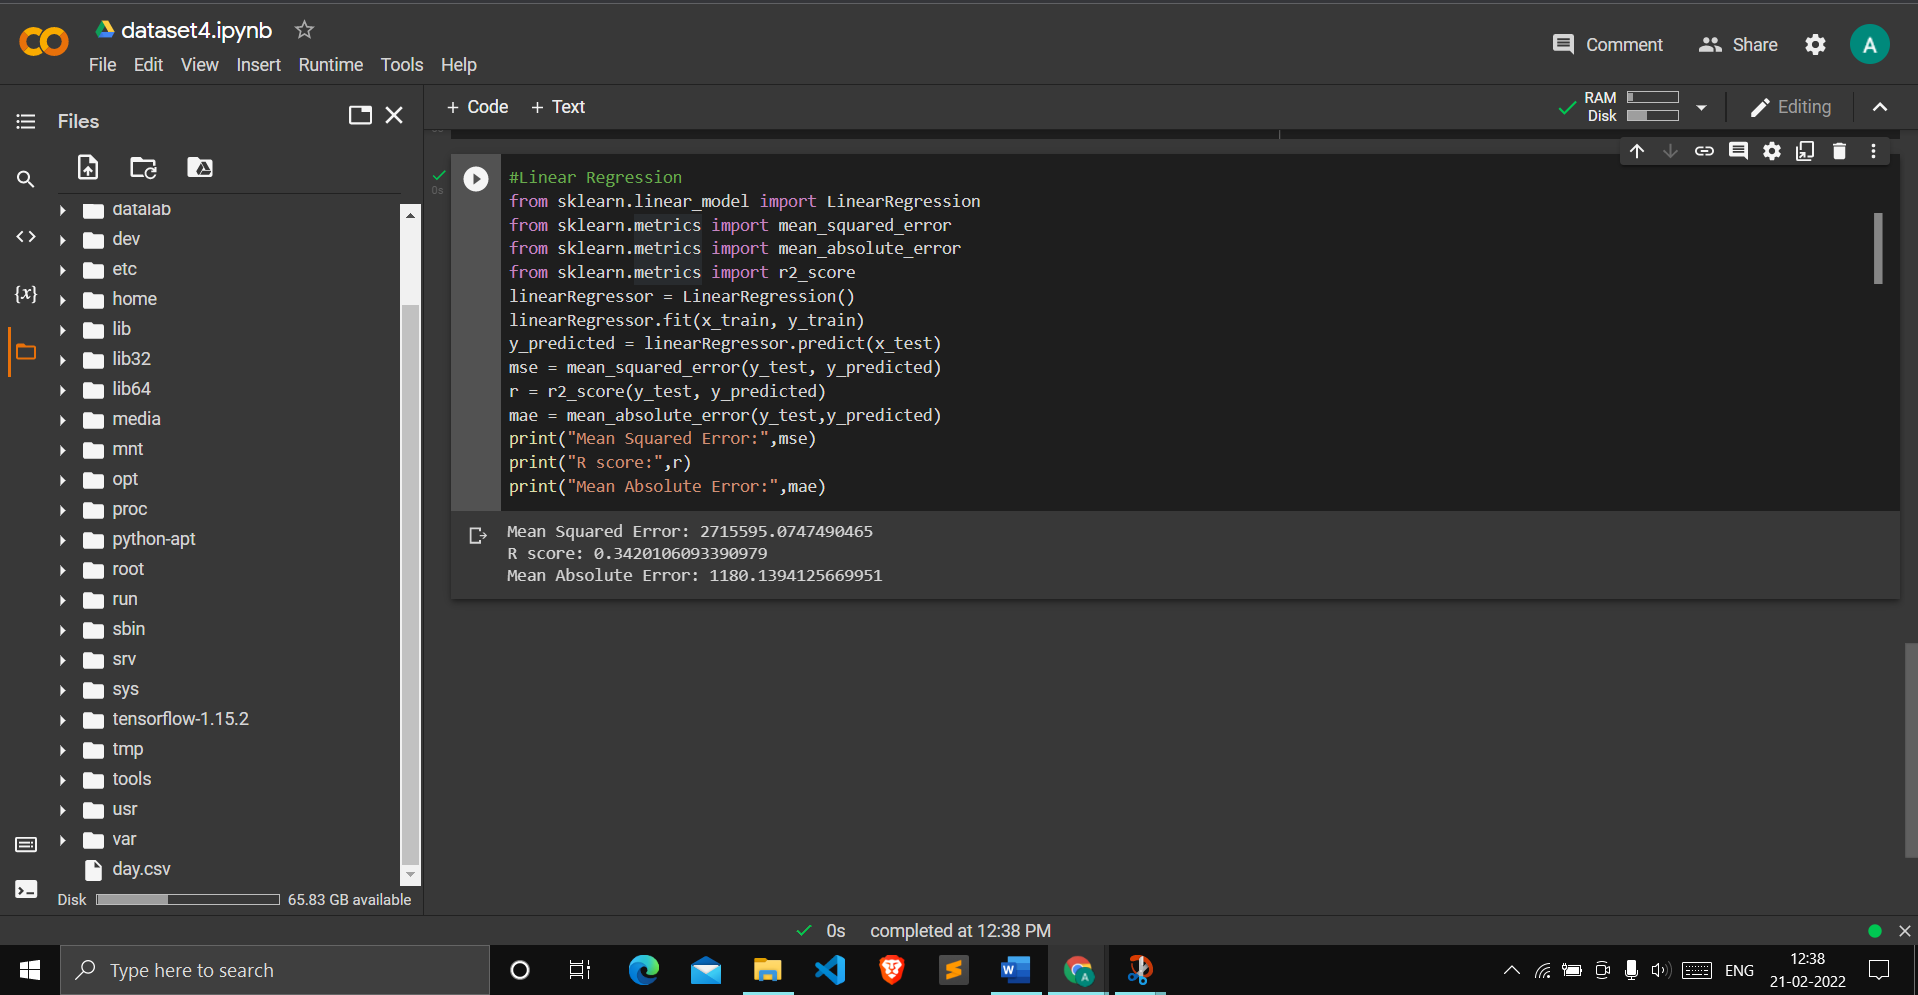 dataset4.ipynb
File Edit View Insert Runtime Tools Help
Comment
Share
A
Files
+ Code + Text
RAM
Disk
Editing
datalab
dev
etc
home
lib
lib32
lib64
media
mnt
opt
proc
python-apt
root
run
sbin
srv
sys
tensorflow-1.15.2
tmp
tools
usr
var
day.csv
Disk 65.83 GB available
{x}
0s
#Linear Regression
from sklearn.linear_model import LinearRegression
from sklearn.metrics import mean_squared_error
from sklearn.metrics import mean_absolute_error
from sklearn.metrics import r2_score
linearRegressor = LinearRegression()
linearRegressor.fit(x_train, y_train)
y_predicted = linearRegressor.predict(x_test)
mse = mean_squared_error(y_test, y_predicted)
r = r2_score(y_test, y_predicted)
mae = mean_absolute_error(y_test,y_predicted)
print("Mean Squared Error:",mse)
print("R score:",r)
print("Mean Absolute Error:",mae)
Mean Squared Error: 2715595.0747490465
R score: 0.3420106093390979
Mean Absolute Error: 1180.1394125669951
0s completed at 12:38 PM
Type here to search
W
A
ENG
12:38
21-02-2022